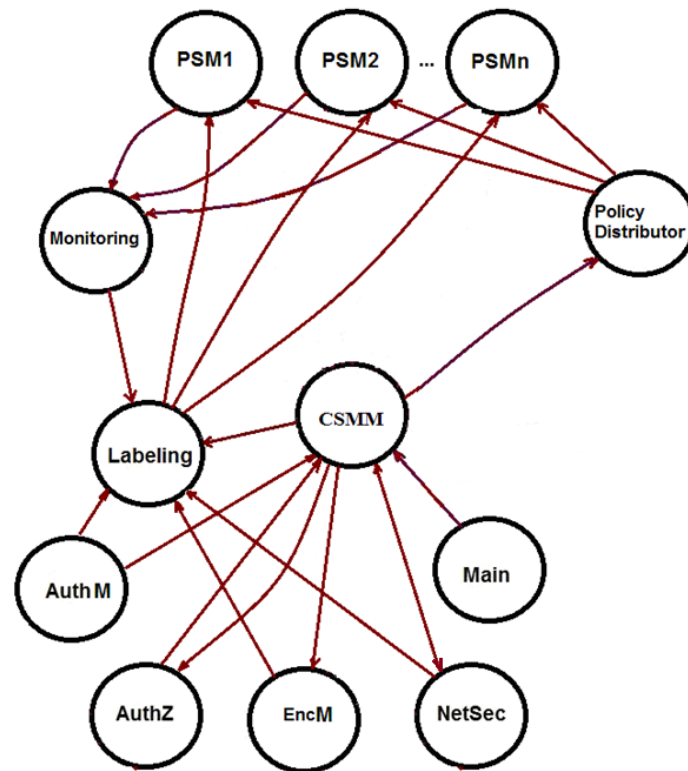 PSM1
PSM2
...
PSMn
Monitoring
Policy
Distributor
CSMM
Labeling
Auth M
Main
AuthZ
EncM
NetSec